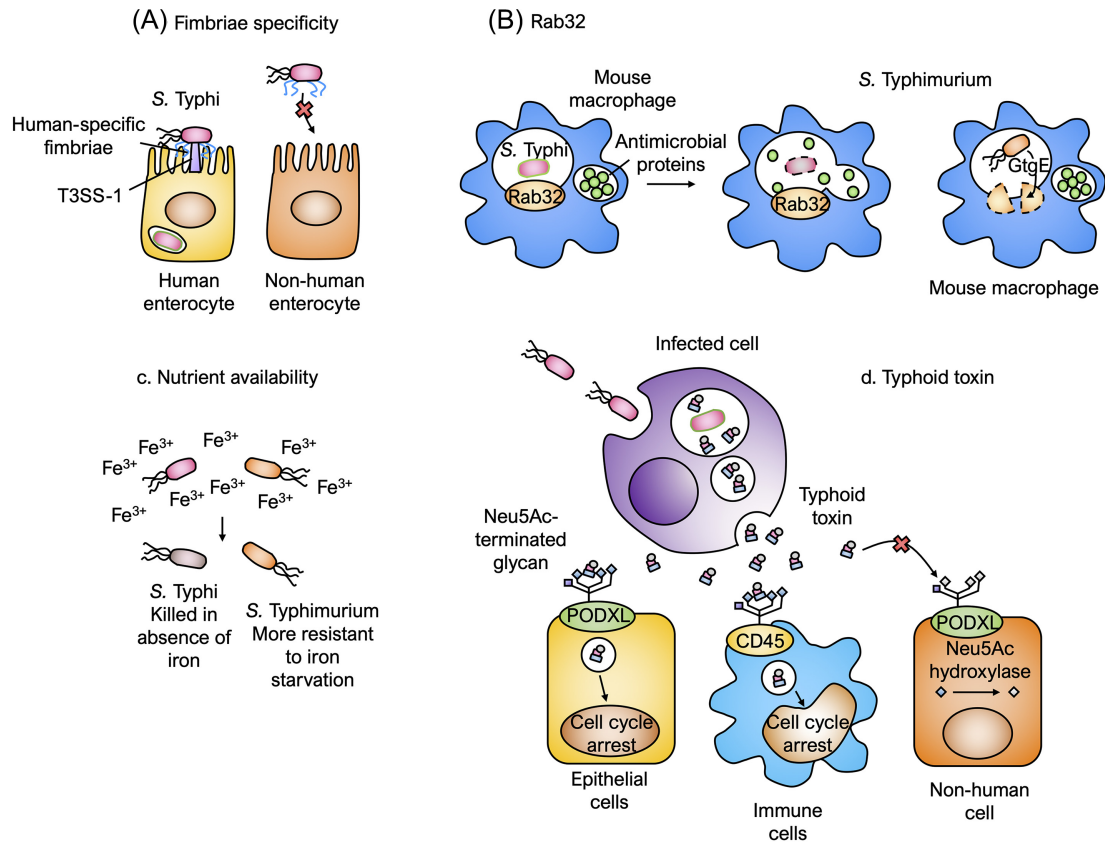 (A) Fimbriae specificity
S. Typhi
Human-specific
fimbriae
T3SS-1
Human
enterocyte
Non-human
enterocyte
(B) Rab32
Mouse
macrophage
S. Typhimurium
S. Typhi
Antimicrobial
proteins
Rab32
Rab32
GtgE
Mouse macrophage
c. Nutrient availability
Fe3+
Fe3+
Fe3+
Fe3+
Fe3+
Fe3+
Fe3+
Fe3+
Fe3+
S. Typhi
Killed in
absence of
iron
S. Typhimurium
More resistant
to iron
starvation
Infected cell
d. Typhoid toxin
Neu5Ac-
terminated
glycan
Typhoid
toxin
PODXL
CD45
PODXL
Neu5Ac
hydroxylase
Cell cycle
arrest
Cell cycle
arrest
Epithelial
cells
Immune
cells
Non-human
cell